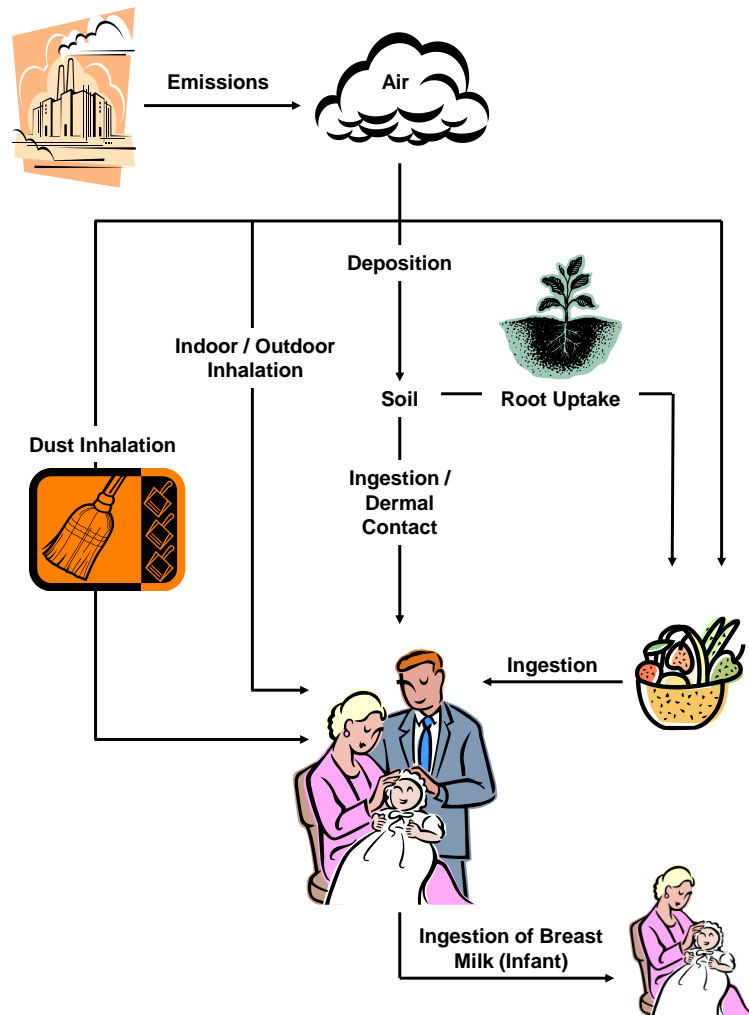 Emissions
Air
Deposition
Indoor / Outdoor
Inhalation
Soil
Root Uptake
Dust Inhalation
Ingestion /
Dermal
Contact
Ingestion
Ingestion of Breast
Milk (Infant)